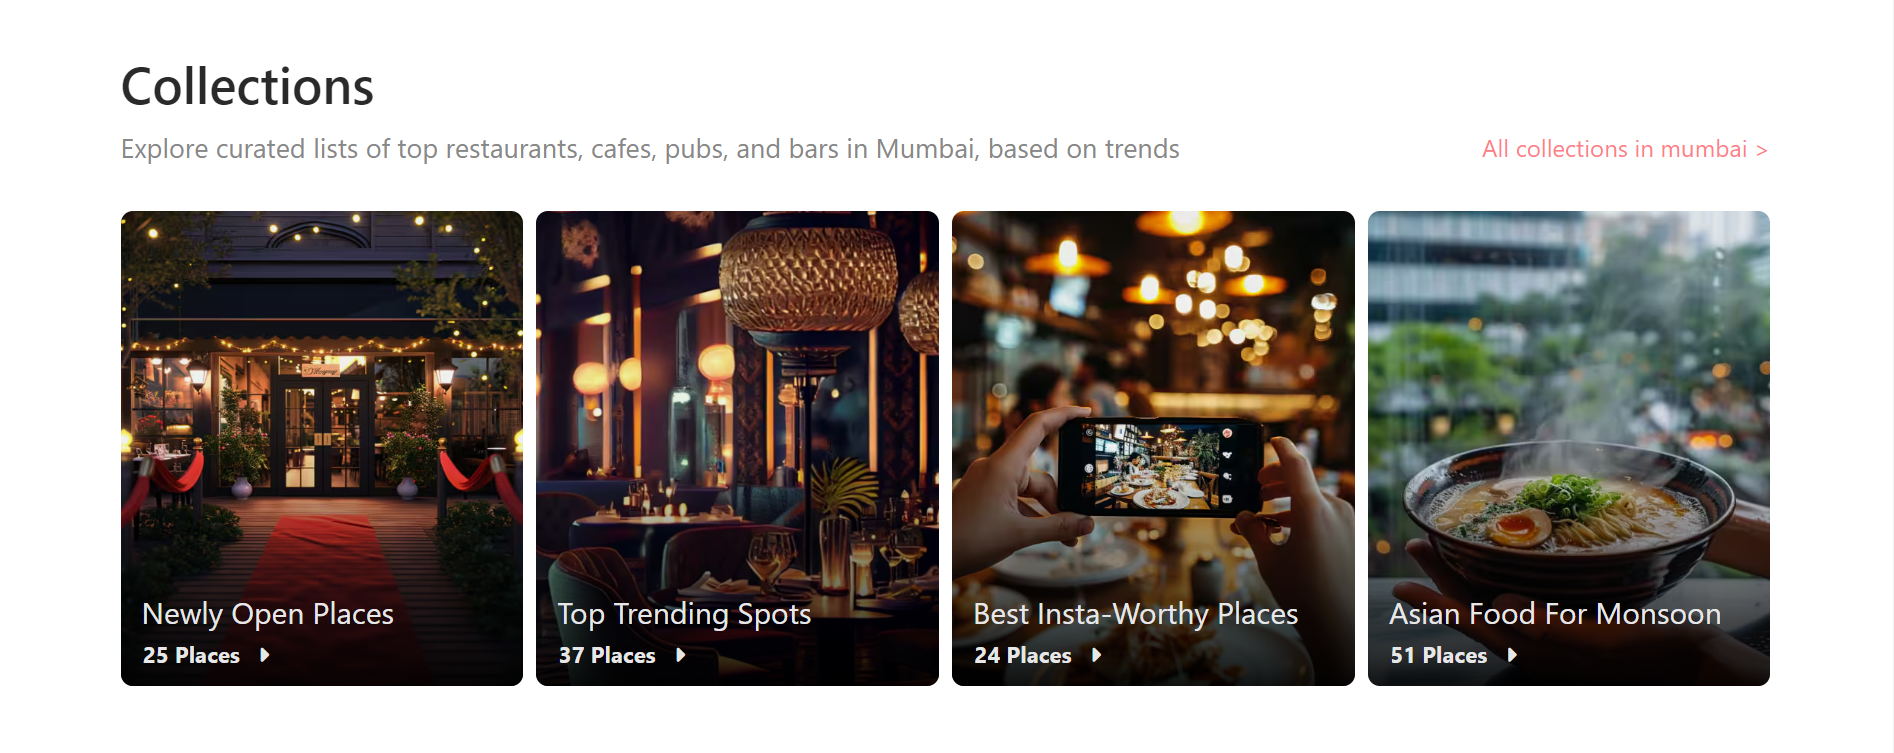 Collections
Explore curated lists of top restaurants, cafes, pubs, and bars in Mumbai, based on trends
All collections in mumbai >
Newly Open Places
25 Places
Top Trending Spots
37 Places
Best Insta-Worthy Places
24 Places
Asian Food For Monsoon
51 Places